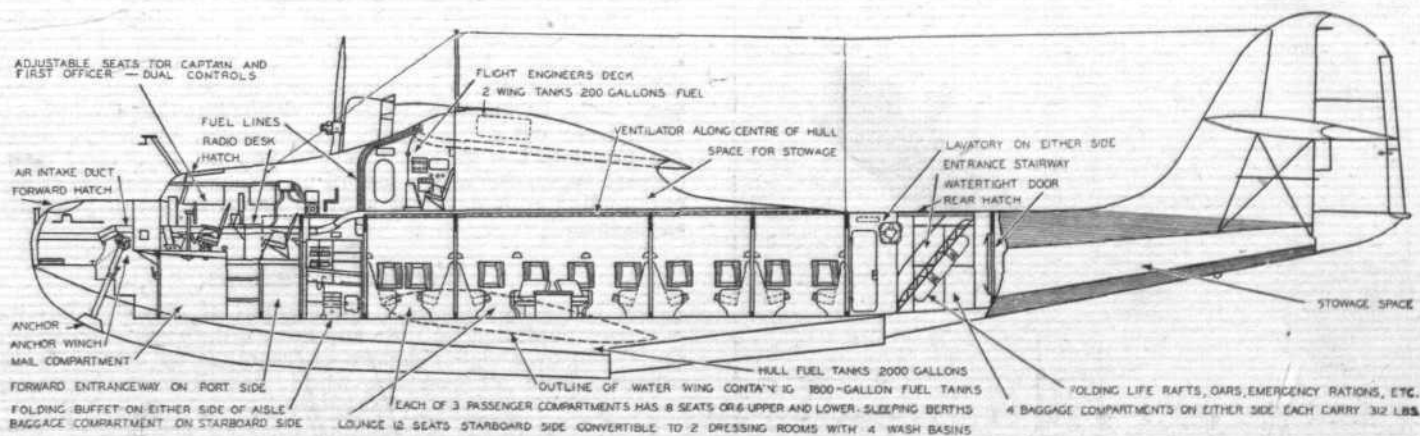 ADJUSTABLE SEATS FOR CAPTAIN AND
FIRST OFFICER — DUAL CONTROLS
FUEL LINES
RADIO DESK
HATCH
AIR INTAKE DUCT
FORWARD HATCH
FLIGHT ENGINEERS DECK
2 WING TANKS 200 GALLONS FUEL
VENTILATOR ALONG CENTRE OF HULL
SPACE FOR STOWAGE
LAVATORY ON EITHER SIDE
ENTRANCE STAIRWAY
WATERTIGHT DOOR
REAR HATCH
STOWAGE SPACE
ANCHOR
ANCHOR WINCH
MAIL COMPARTMENT
FORWARD ENTRANCEWAY ON PORT SIDE
FOLDING BUFFET ON EITHER SIDE OF AISLE
BAGGAGE COMPARTMENT ON STARBOARD SIDE
HULL FUEL TANKS 2000 GALLONS
OUTLINE OF WATER WING CONTAN'IG 1800-GALLON FUEL TANKS
EACH OF 3 PASSENGER COMPARTMENTS HAS 8 SEATS OR 6 UPPER AND LOWER. SLEEPING BERTHS
LOUNGE 12 SEATS STARBOARD SIDE CONVERTIBLE TO 2 DRESSING ROOMS WITH 4 WASH BASINS
FOLDING LIFE RAFTS, OARS, EMERGENCY RATIONS, ETC.
4 BAGGAGE COMPARTMENTS ON EITHER SIDE EACH CARRY 312 LBS.